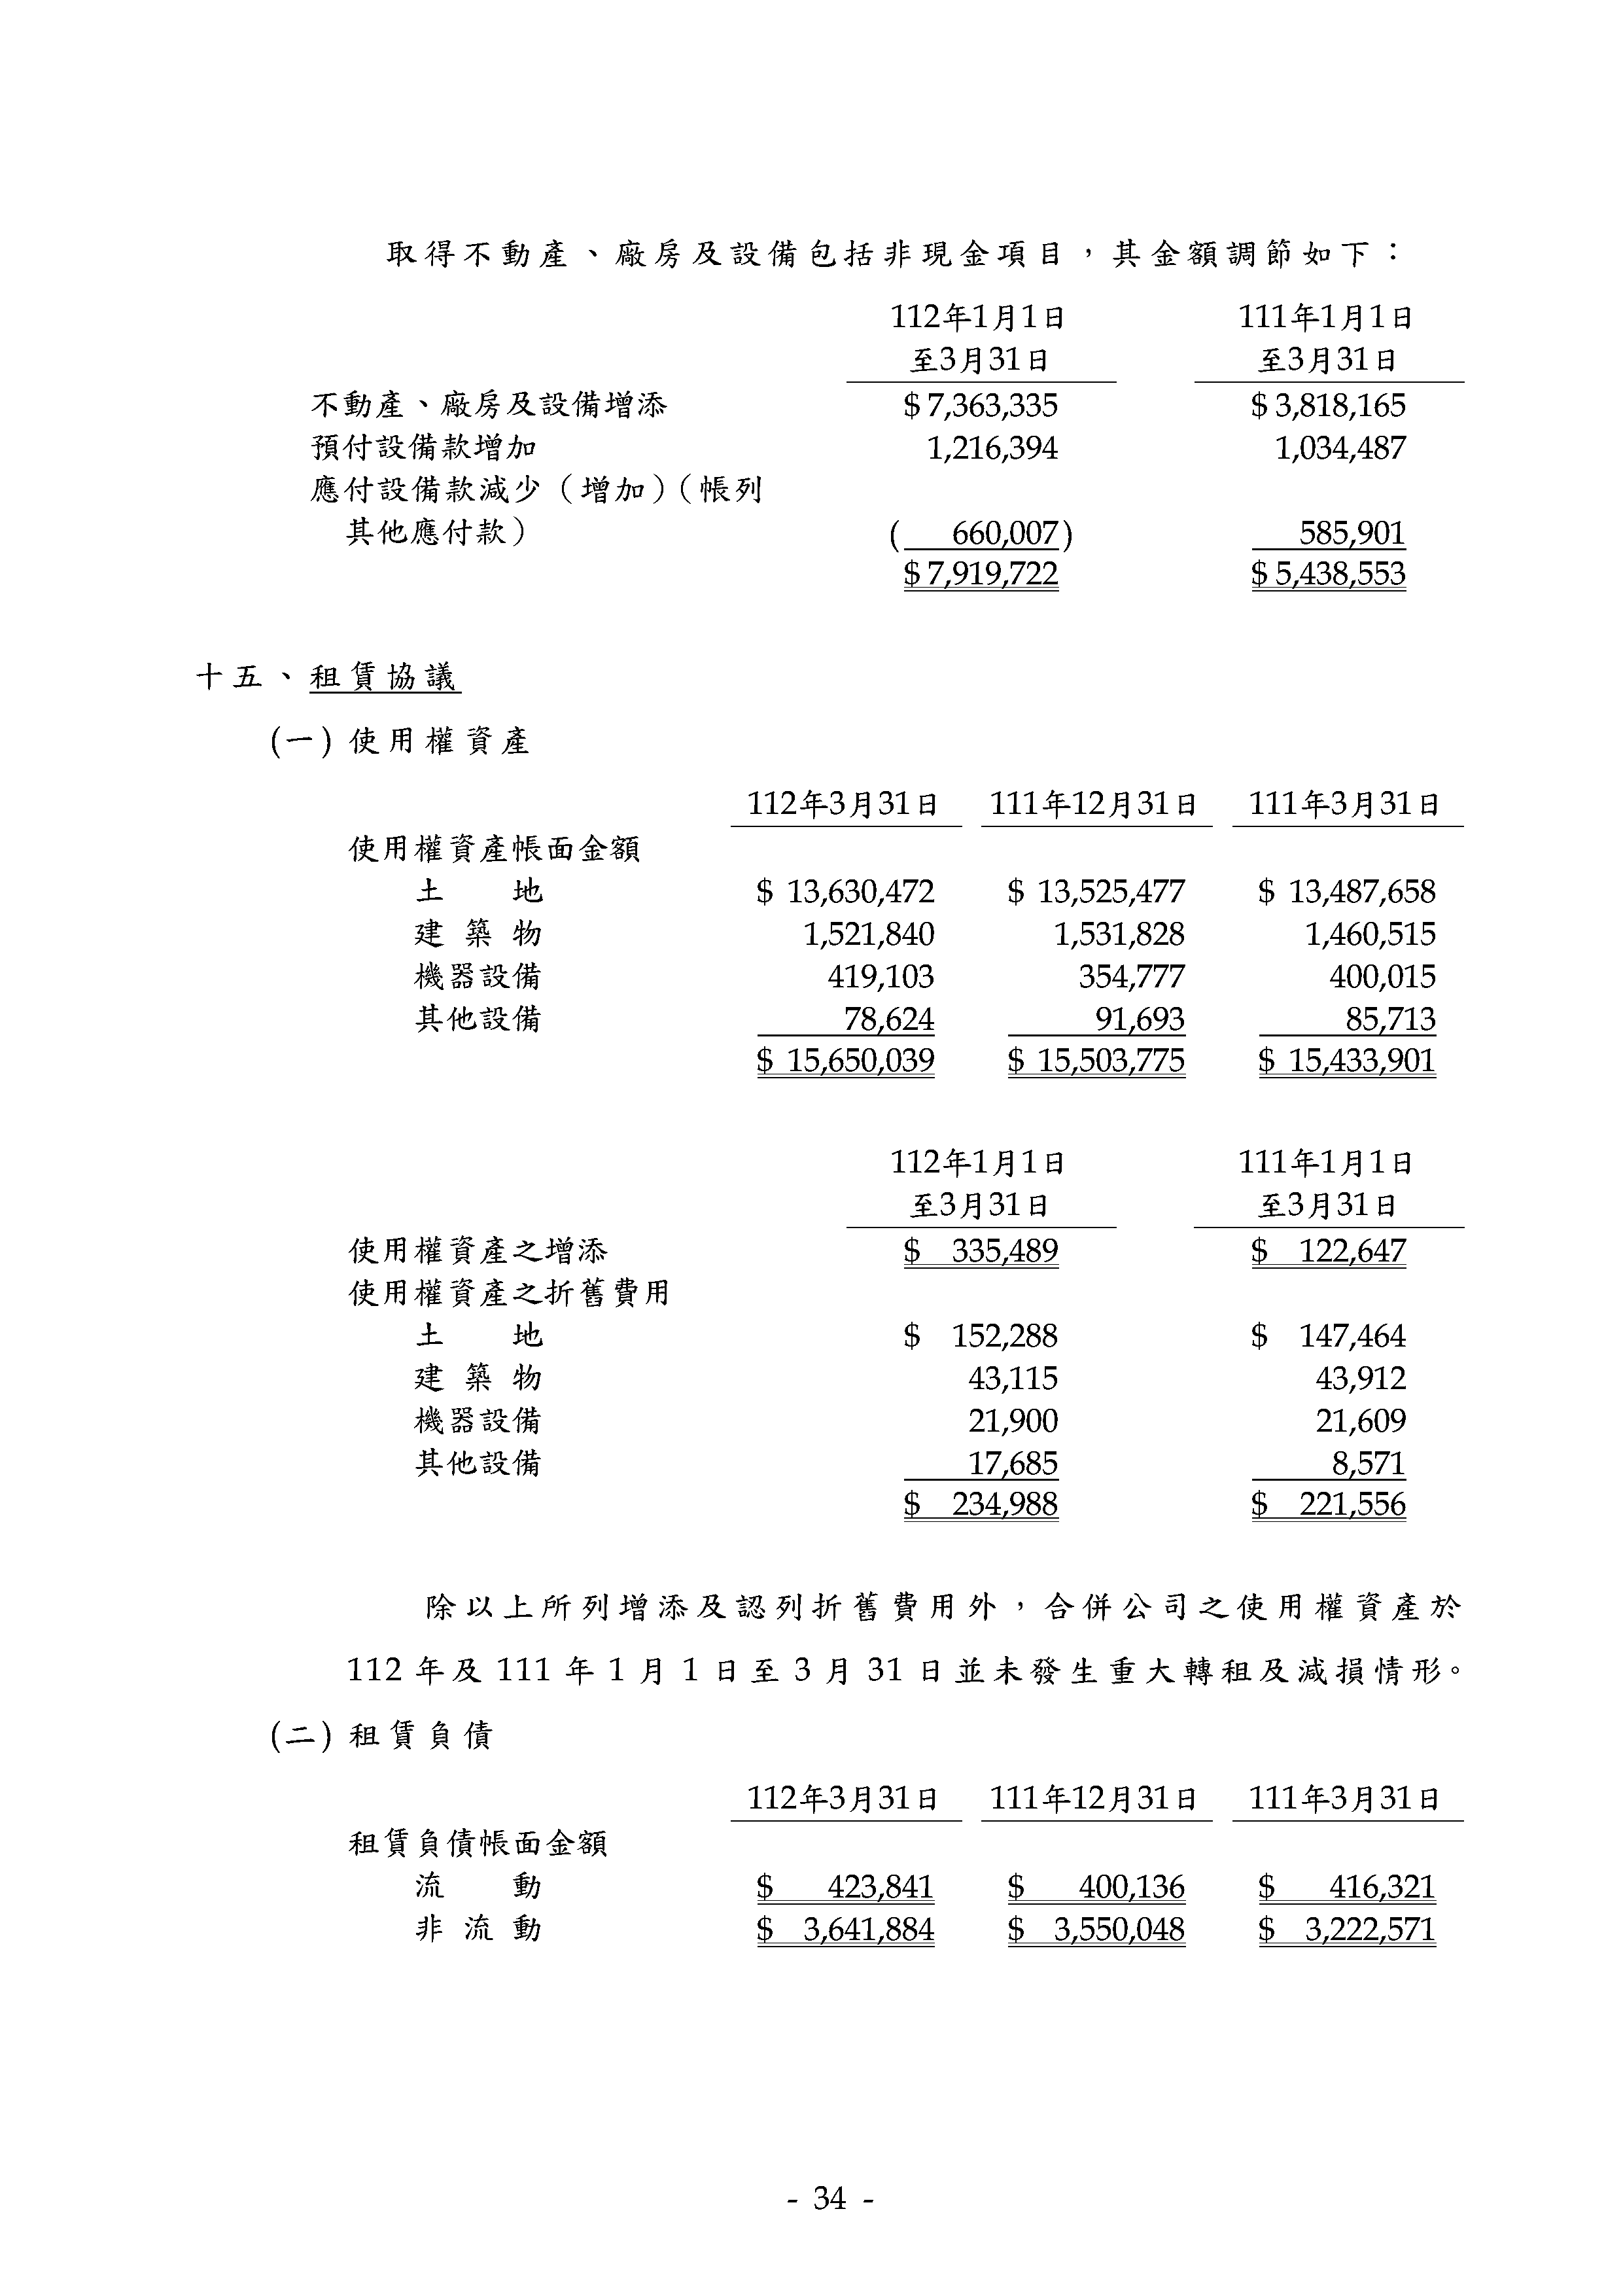 取得不動產、廠房及設備包括非現金項目，其金額調節如下：
112年1月1日 111年1月1日
至3月31日 至3月31日
不動產、廠房及設備增添 $ 7,363,335 $ 3,818,165
預付設備款增加 1,216,394 1,034,487
應付設備款減少（增加）（帳列
其他應付款） ( 660,007) 585,901
$ 7,919,722 $ 5,438,553
十五、租賃協議
(一) 使用權資產
112年3月31日 111年12月31日 111年3月31日
使用權資產帳面金額
土 地 $ 13,630,472 $ 13,525,477 $ 13,487,658
建 築 物 1,521,840 1,531,828 1,460,515
機器設備 419,103 354,777 400,015
其他設備 78,624 91,693 85,713
$ 15,650,039 $ 15,503,775 $ 15,433,901
112年1月1日 111年1月1日
至3月31日 至3月31日
使用權資產之增添 $ 335,489 $ 122,647
使用權資產之折舊費用
土 地 $ 152,288 $ 147,464
建 築 物 43,115 43,912
機器設備 21,900 21,609
其他設備 17,685 8,571
$ 234,988 $ 221,556
除以上所列增添及認列折舊費用外，合併公司之使用權資產於
112 年及 111 年 1 月 1 日至 3 月 31 日並未發生重大轉租及減損情形。
(二) 租賃負債
112年3月31日 111年12月31日 111年3月31日
租賃負債帳面金額
流 動 $ 423,841 $ 400,136 $ 416,321
非 流 動 $ 3,641,884 $ 3,550,048 $ 3,222,571
- 34 -